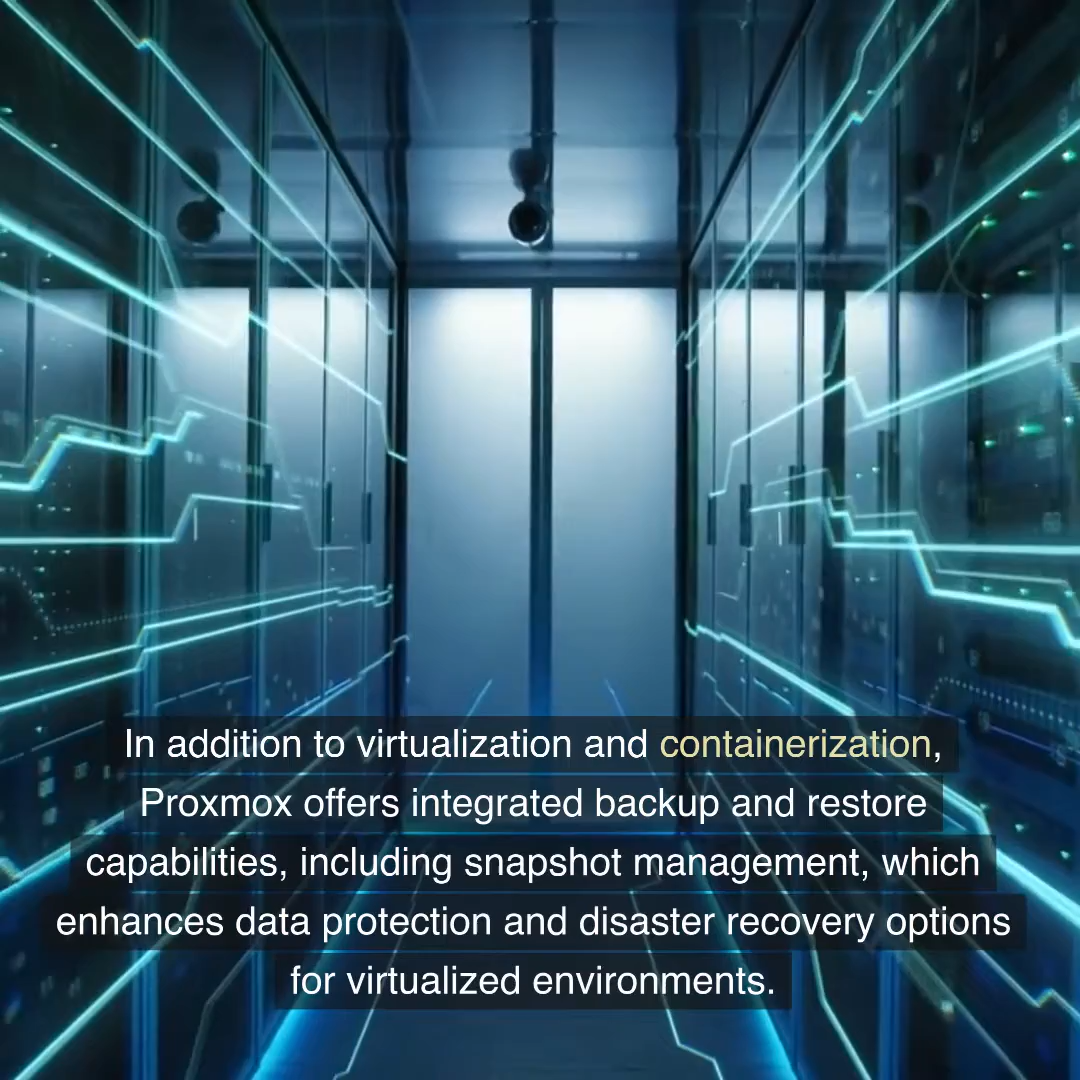 In addition to virtualization and containerization,
Proxmox offers integrated backup and restore
capabilities, including snapshot management, which
enhances data protection and disaster recovery options
for virtualized environments.